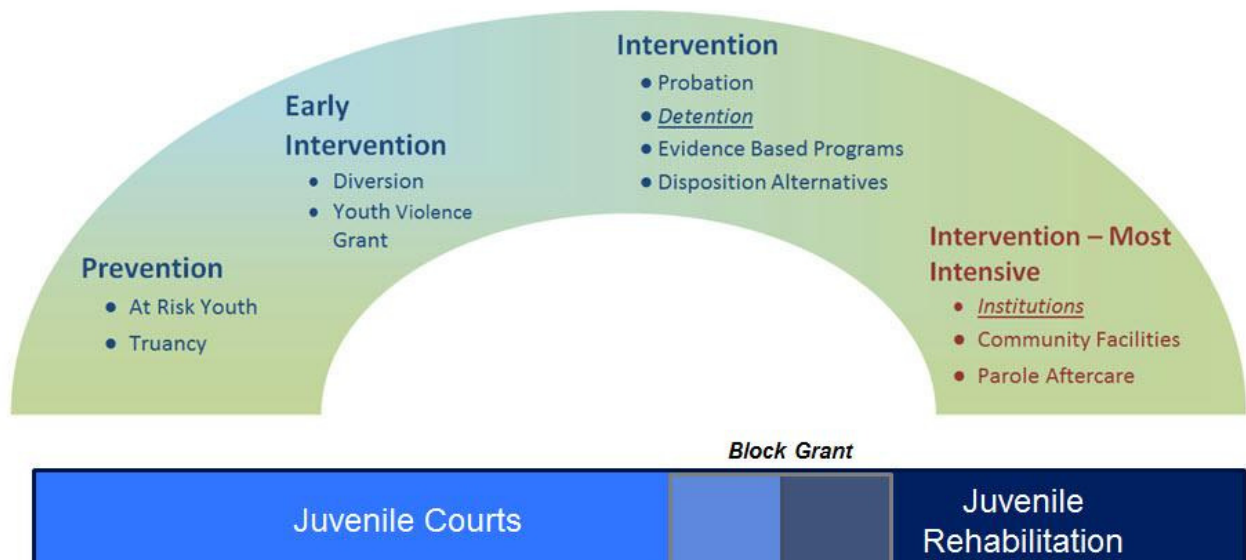 Prevention
● At Risk Youth
● Truancy
Early
Intervention
● Diversion
● Youth Violence
Grant
Intervention
● Probation
● Detention
● Evidence Based Programs
● Disposition Alternatives
Intervention – Most
Intensive
● Institutions
● Community Facilities
● Parole Aftercare
Block Grant
Juvenile Courts
Juvenile
Rehabilitation